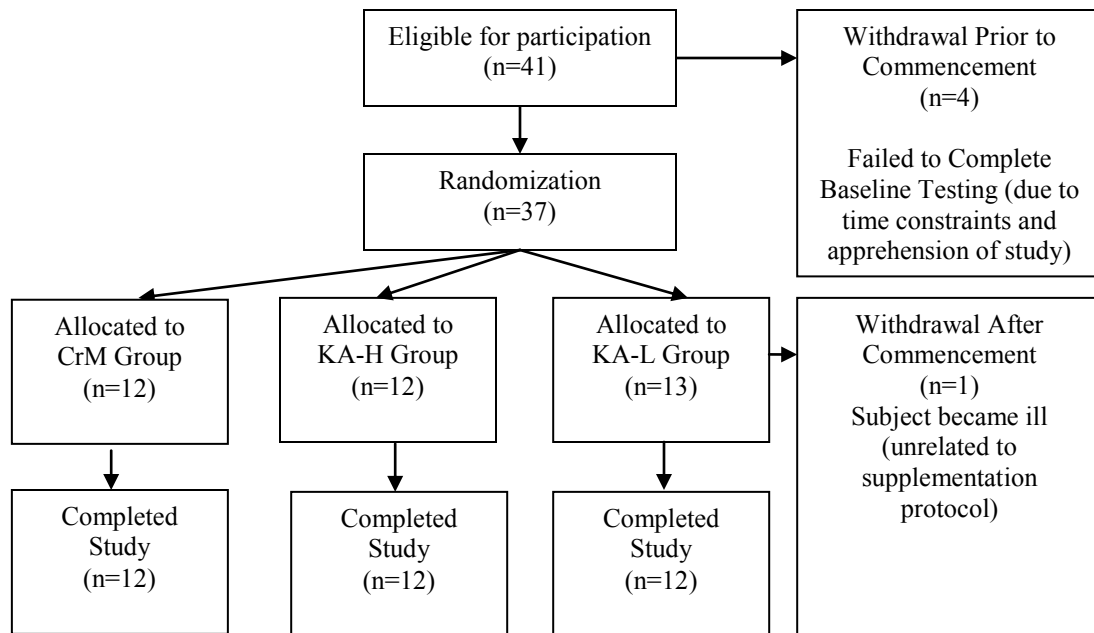 Eligible for participation
(n=41)
Withdrawal Prior to
Commencement
(n=4)
Failed to Complete
Baseline Testing (due to
time constraints and
apprehension of study)
Randomization
(n=37)
Allocated to
CrM Group
(n=12)
Allocated to
KA-H Group
(n=12)
Allocated to
KA-L Group
(n=13)
Withdrawal After
Commencement
(n=1)
Subject became ill
(unrelated to
supplementation
protocol)
Completed
Study
(n=12)
Completed
Study
(n=12)
Completed
Study
(n=12)